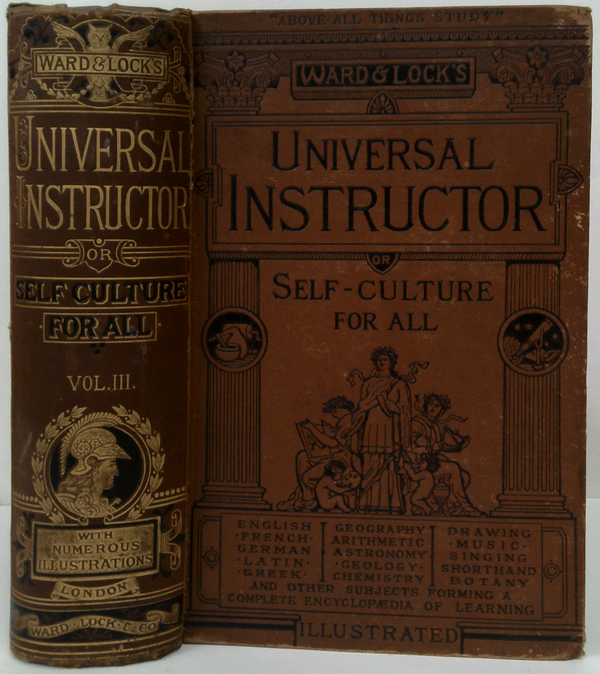 WARD & LOCK'S
UNIVERSAL
INSTRUCTOR
OR
SELF CULTURE
FOR ALL
VOL. III.
WITH
NUMEROUS
ILLUSTRATIONS
LONDON
WARD·LOCK·&·CO
"ABOVE ALL THINGS STUDY"
WARD & LOCK'S
UNIVERSAL
INSTRUCTOR
OR
SELF-CULTURE
FOR ALL
ENGLISH
·FRENCH·
GERMAN
·LATIN·
GREEK·
GEOGRAPHY
ARITHMETIC
ASTRONOMY
·GEOLOGY·
CHEMISTRY
DRAWING
·MUSIC·
SINGING
SHORTHAND
BOTANY
AND OTHER SUBJECTS FORMING A
COMPLETE ENCYCLOPÆDIA OF LEARNING
ILLUSTRATED